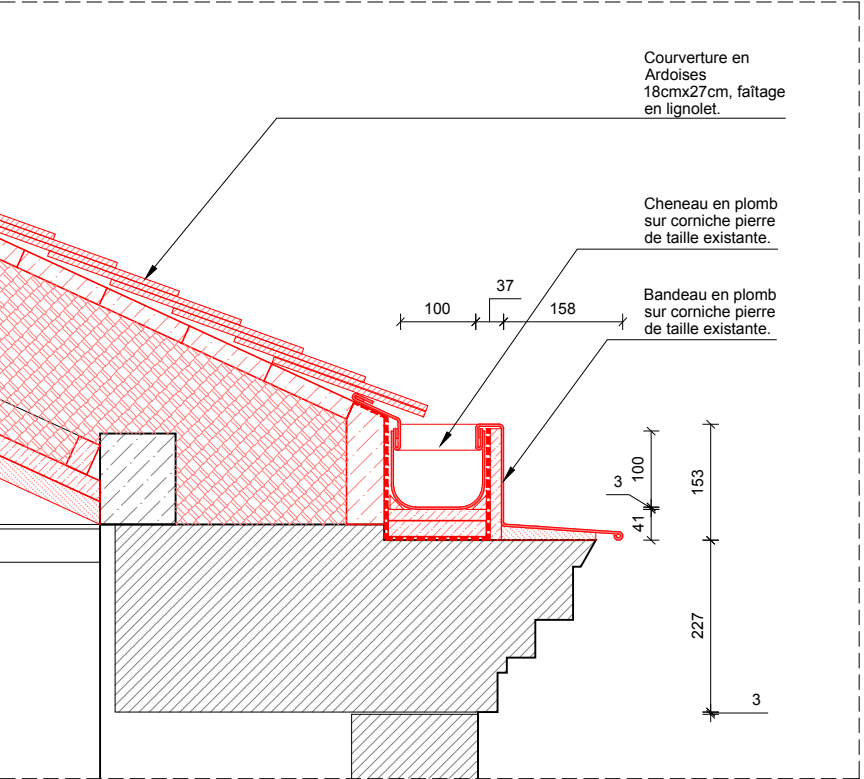 Courverture en
Ardoises
18cmx27cm, faîtage
en lignolet.
Cheneau en plomb
sur corniche pierre
de taille existante.
37
100
158
Bandeau en plomb
sur corniche pierre
de taille existante.
100
3
153
41
227
3